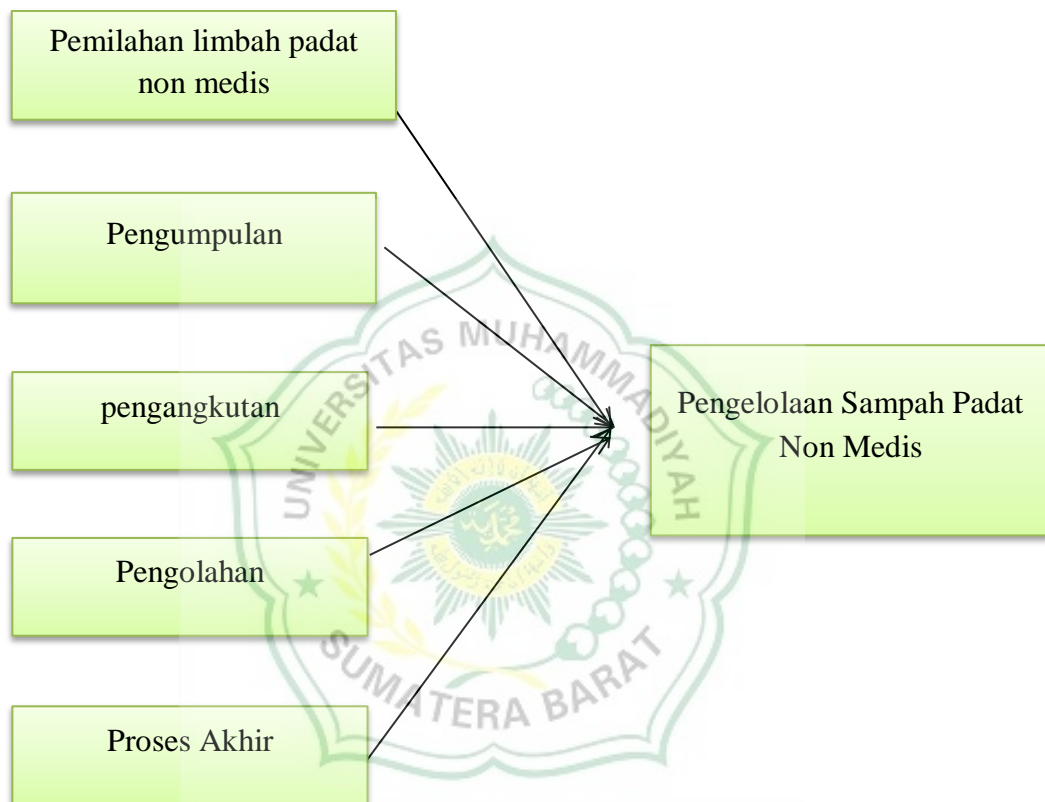 Pemilahan limbah padat
non medis
Pengumpulan
pengangkutan
Pengolahan
Proses Akhir
Pengelolaan Sampah Padat
Non Medis
UNIVERSITAS MUHAMMADIYAH
SUMATERA BARAT